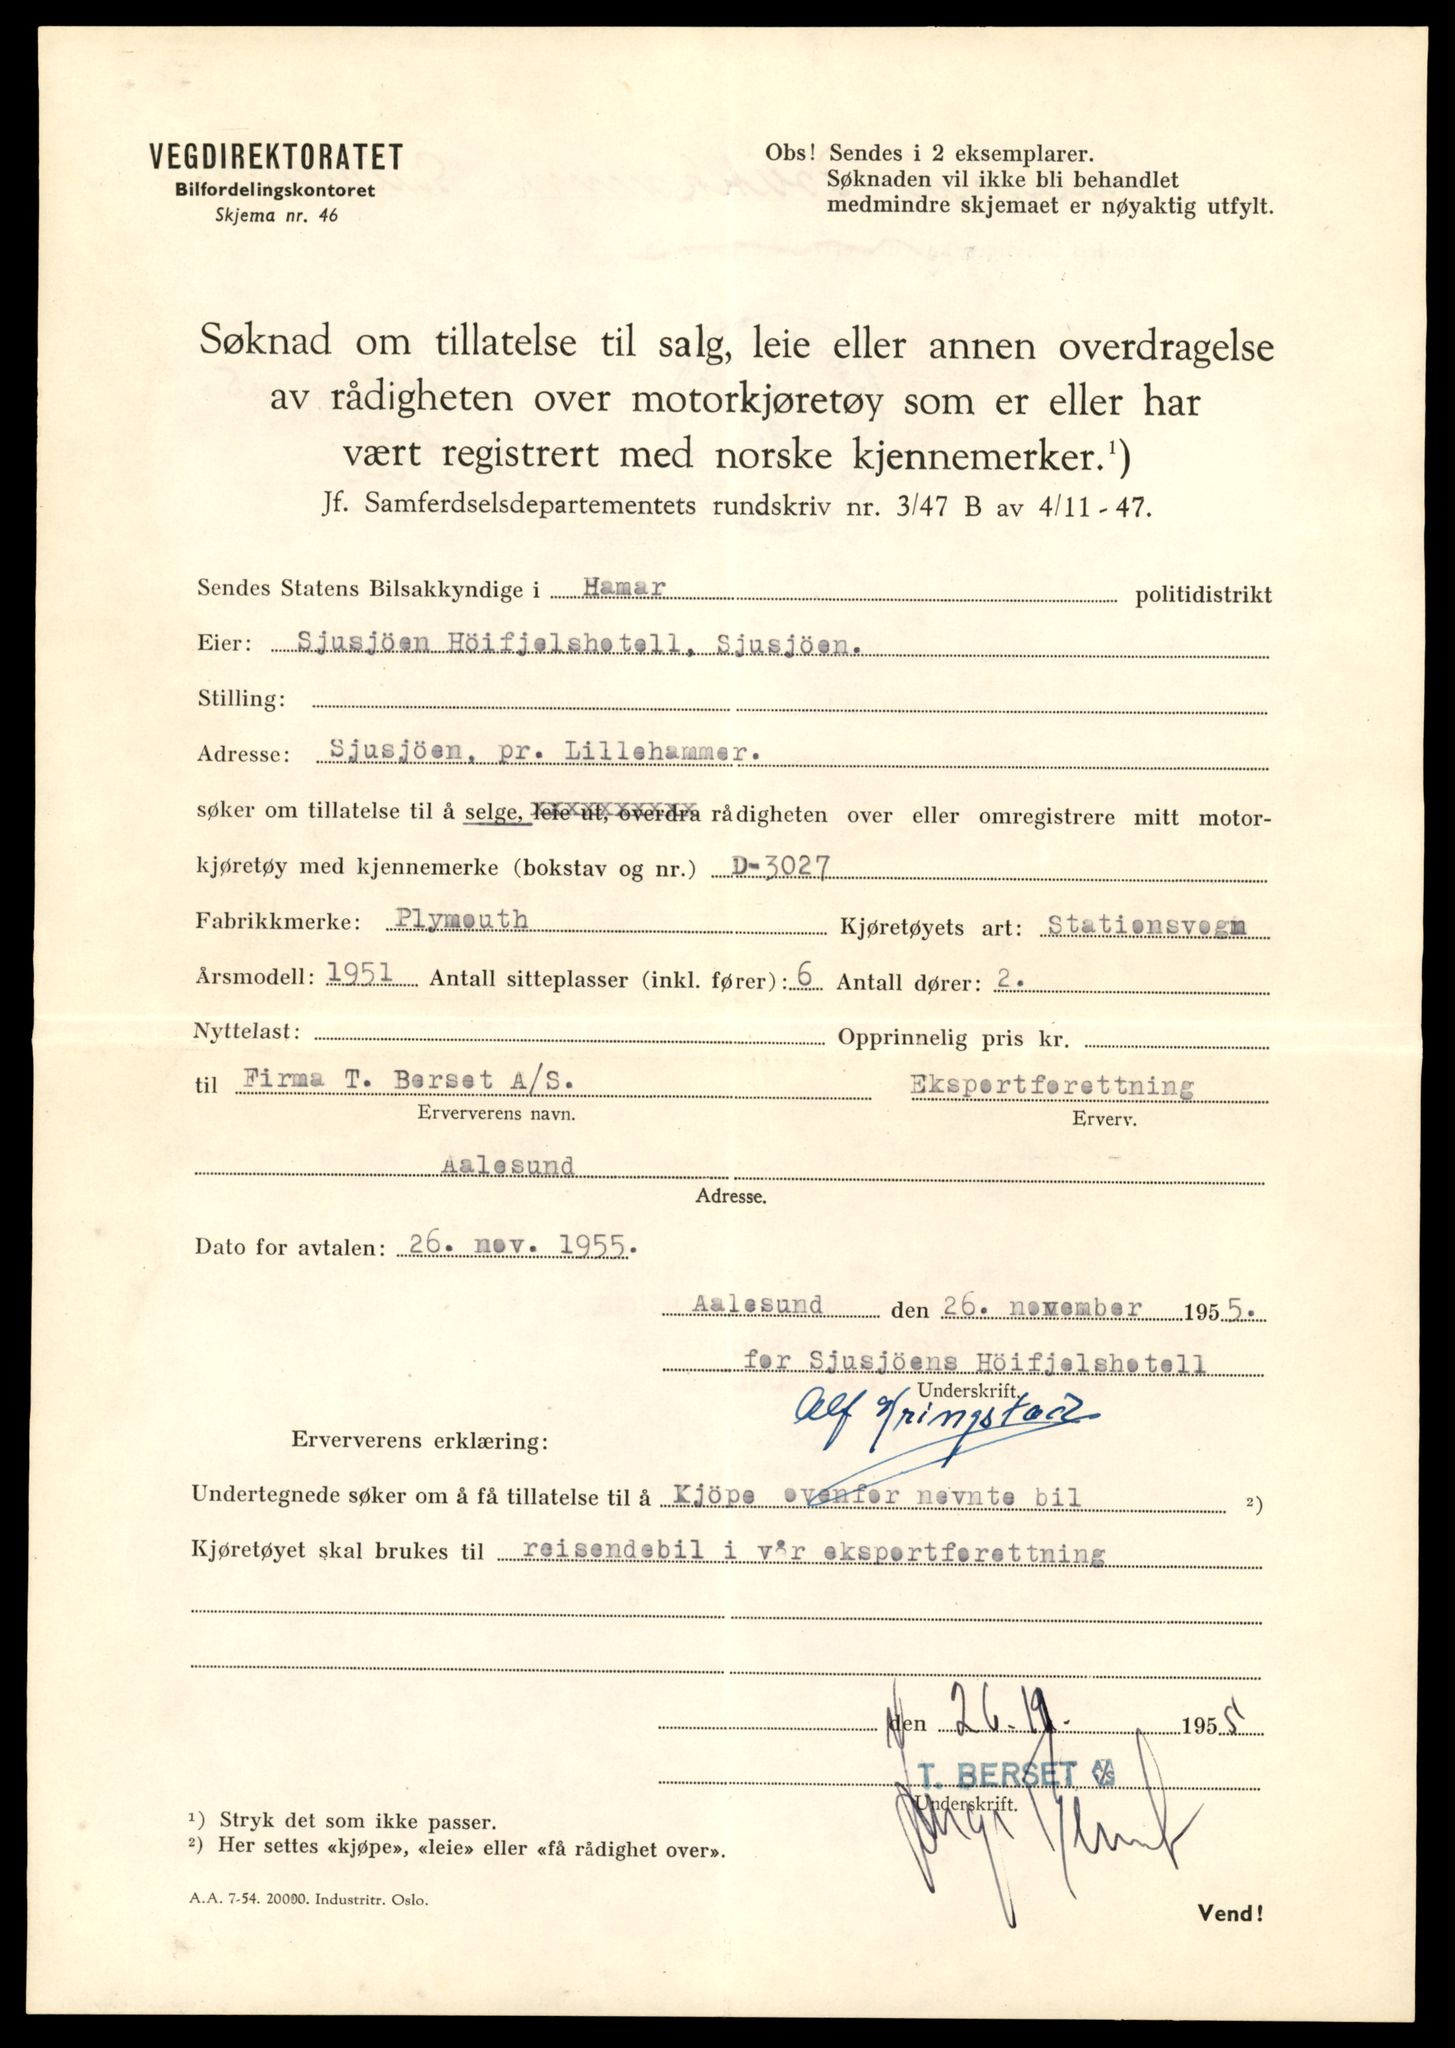 VEGDIREKTORATET
Bilfordelingskontoret
Skjema nr. 46
Obs! Sendes i 2 eksemplarer.
Søknaden vil ikke bli behandlet
medmindre skjemaet er nøyaktig utfylt.
Søknad om tillatelse til salg, leie eller annen overdragelse
av rådigheten over motorkjøretøy som er eller har
vært registrert med norske kjennemerker.¹)
Jf. Samferdselsdepartementets rundskriv nr. 3/47 B av 4/11 - 47.
Sendes Statens Bilsakkyndige i Hamar politidistrikt
Eier: Sjusjöen Höifjelshotell, Sjusjöen.
Stilling:
Adresse: Sjusjöen, pr. Lillehammer.
søker om tillatelse til å selge, leie ut, overdra rådigheten over eller omregistrere mitt motor-
kjøretøy med kjennemerke (bokstav og nr.) D-3027
Fabrikkmerke: Plymouth Kjøretøyets art: Stationsvogn
Årsmodell: 1951 Antall sitteplasser (inkl. fører): 6 Antall dører: 2.
Nyttelast: Opprinnelig pris kr.
til Firma T. Berset A/S. Eksportforettning
Erververens navn. Erverv.
Aalesund
Adresse.
Dato for avtalen: 26. nov. 1955.
Aalesund den 26. november 1955.
for Sjusjöens Höifjelshotell
Underskrift.
Alf Kringstad
Erververens erklæring:
Undertegnede søker om å få tillatelse til å Kjöpe ovenfor nevnte bil ²)
Kjøretøyet skal brukes til reisendebil i vår eksportforettning
den 26. 1955
T. BERSET A/S
Underskrift.
¹) Stryk det som ikke passer.
²) Her settes «kjøpe», «leie» eller «få rådighet over».
A.A. 7-54. 20000. Industritr. Oslo.
Vend!